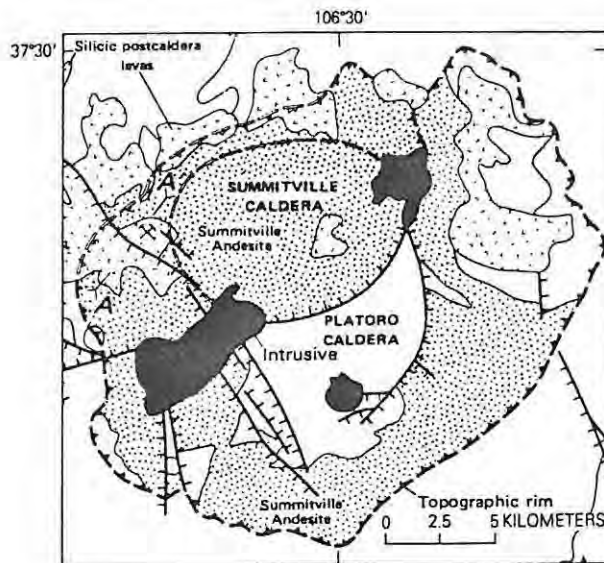 106°30'
37°30'
Silicic postcaldera
lavas
A
SUMMITVILLE
CALDERA
Summitville
Andesite
A
PLATORO
CALDERA
Intrusive
Summitville
Andesite
Topographic rim
0 2.5 5 KILOMETERS